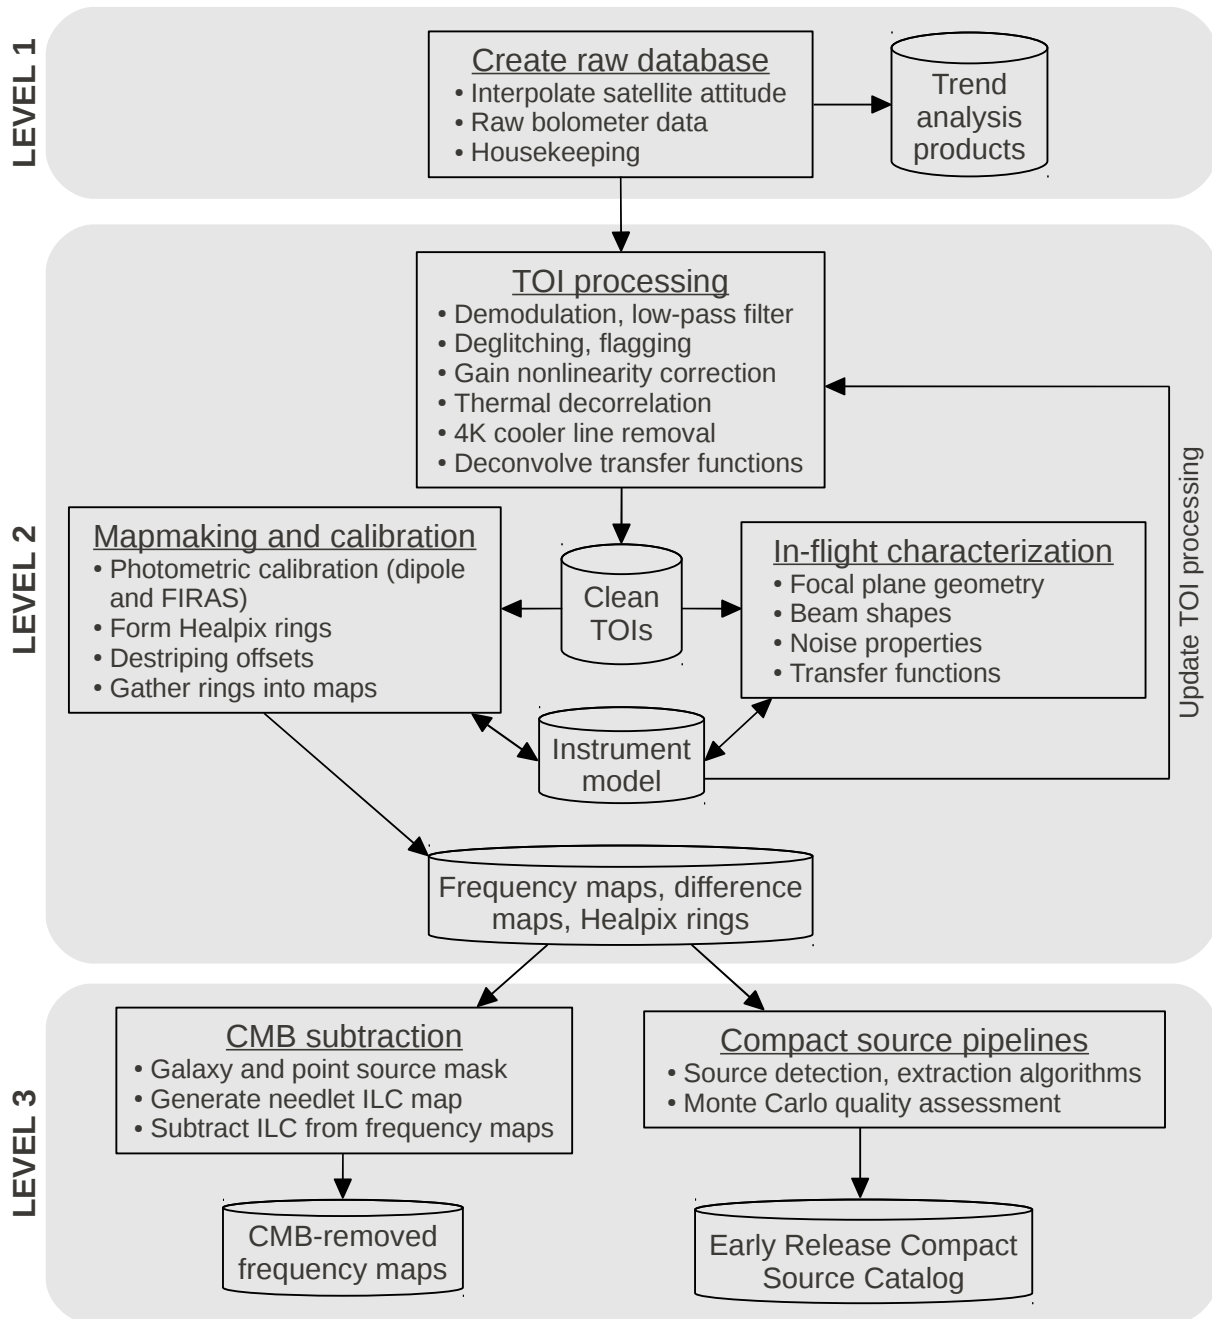 LEVEL 1
Create raw database
• Interpolate satellite attitude
• Raw bolometer data
• Housekeeping
Trend
analysis
products
LEVEL 2
TOI processing
• Demodulation, low-pass filter
• Deglitching, flagging
• Gain nonlinearity correction
• Thermal decorrelation
• 4K cooler line removal
• Deconvolve transfer functions
Mapmaking and calibration
• Photometric calibration (dipole
and FIRAS)
• Form Healpix rings
• Destriping offsets
• Gather rings into maps
Clean
TOIs
In-flight characterization
• Focal plane geometry
• Beam shapes
• Noise properties
• Transfer functions
Update TOI processing
Instrument
model
Frequency maps, difference
maps, Healpix rings
LEVEL 3
CMB subtraction
• Galaxy and point source mask
• Generate needlet ILC map
• Subtract ILC from frequency maps
Compact source pipelines
• Source detection, extraction algorithms
• Monte Carlo quality assessment
CMB-removed
frequency maps
Early Release Compact
Source Catalog